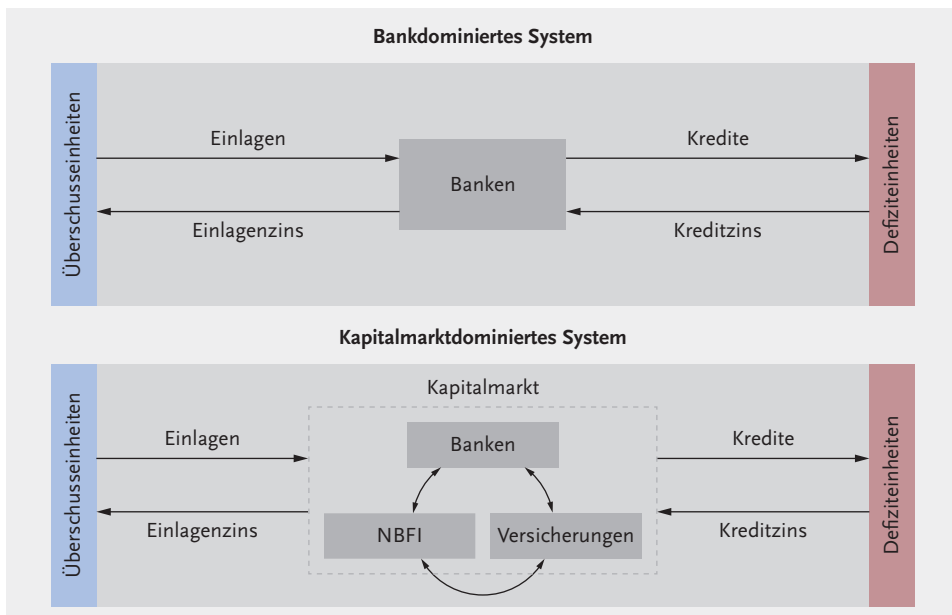 Bankdominiertes System
Überschusseinheiten
Einlagen
Kredite
Banken
Einlagenzins
Kreditzins
Defiziteinheiten
Kapitalmarktdominiertes System
Überschusseinheiten
Kapitalmarkt
Einlagen
Banken
Kredite
Einlagenzins
NBFI
Versicherungen
Kreditzins
Defiziteinheiten